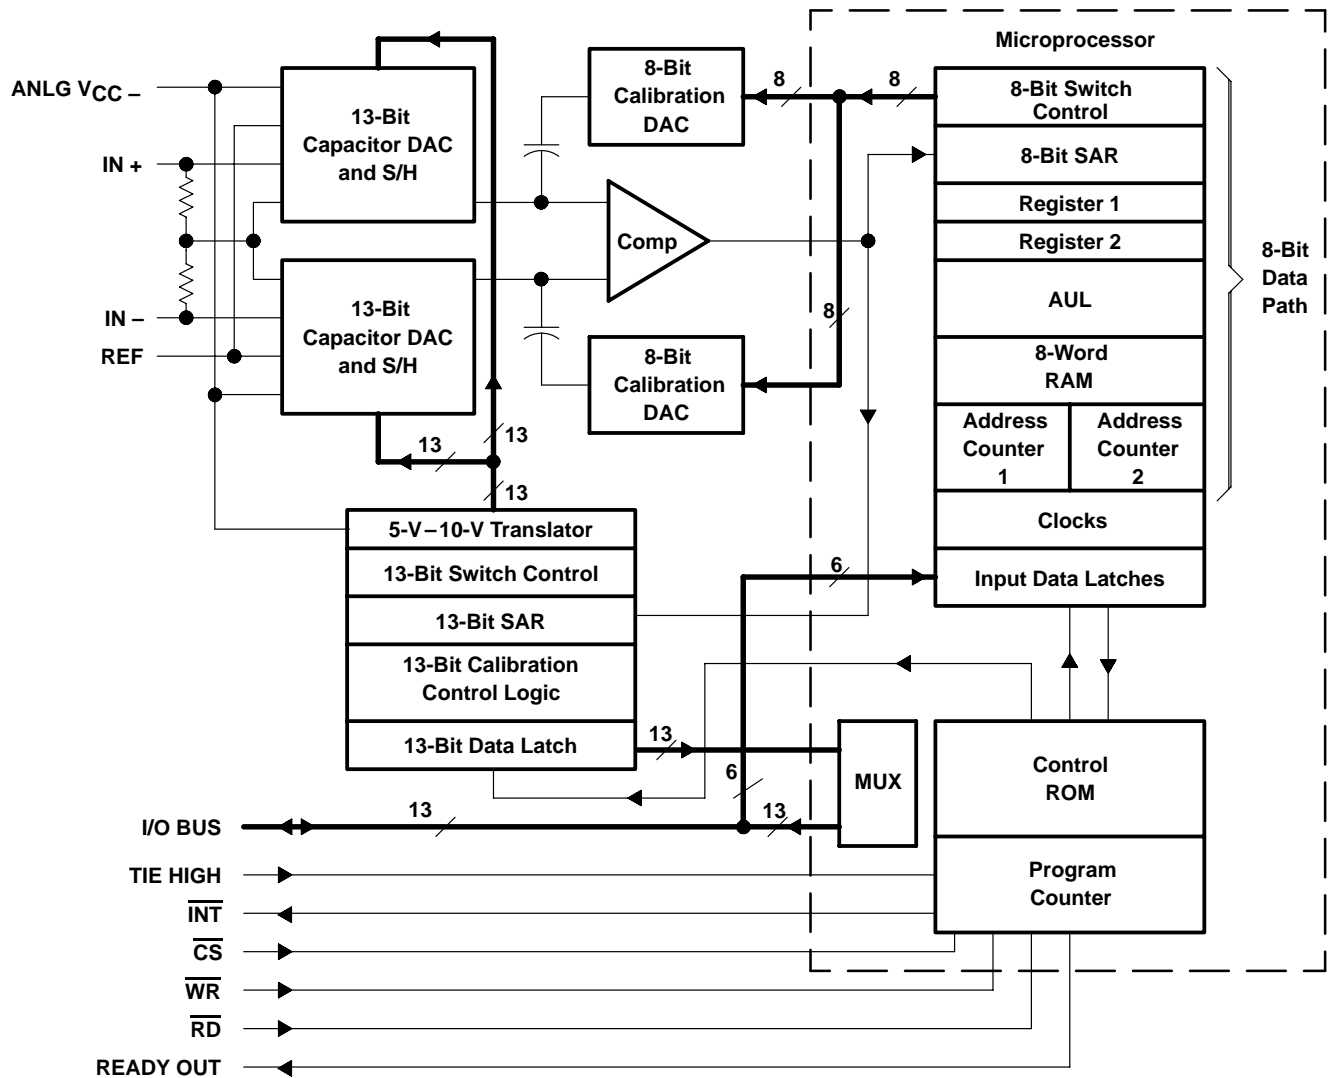 Microprocessor
ANLG VCC –
IN +
IN –
REF
13-Bit
Capacitor DAC
and S/H
13-Bit
Capacitor DAC
and S/H
8-Bit
Calibration
DAC
8
8
8-Bit Switch
Control
8-Bit SAR
Register 1
Register 2
AUL
8-Word
RAM
Address
Counter
1
Address
Counter
2
Clocks
Input Data Latches
8-Bit
Data
Path
Comp
8
8-Bit
Calibration
DAC
13
13
13
5-V–10-V Translator
13-Bit Switch Control
13-Bit SAR
13-Bit Calibration
Control Logic
13-Bit Data Latch
6
13
6
MUX
Control
ROM
Program
Counter
13
13
I/O BUS
TIE HIGH
INT
CS
WR
RD
READY OUT